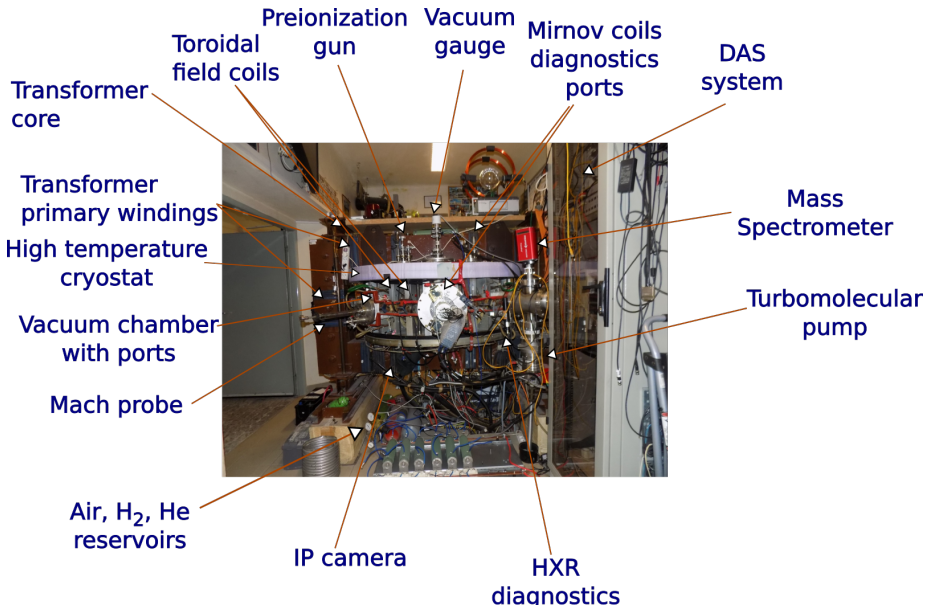 Preionization
gun
Vacuum
gauge
Mirnov coils
diagnostics
ports
DAS
system
Toroidal
field coils
Transformer
core
Transformer
primary windings
High temperature
cryostat
Vacuum chamber
with ports
Mach probe
Air, H₂, He
reservoirs
IP camera
HXR
diagnostics
Turbomolecular
pump
Mass
Spectrometer